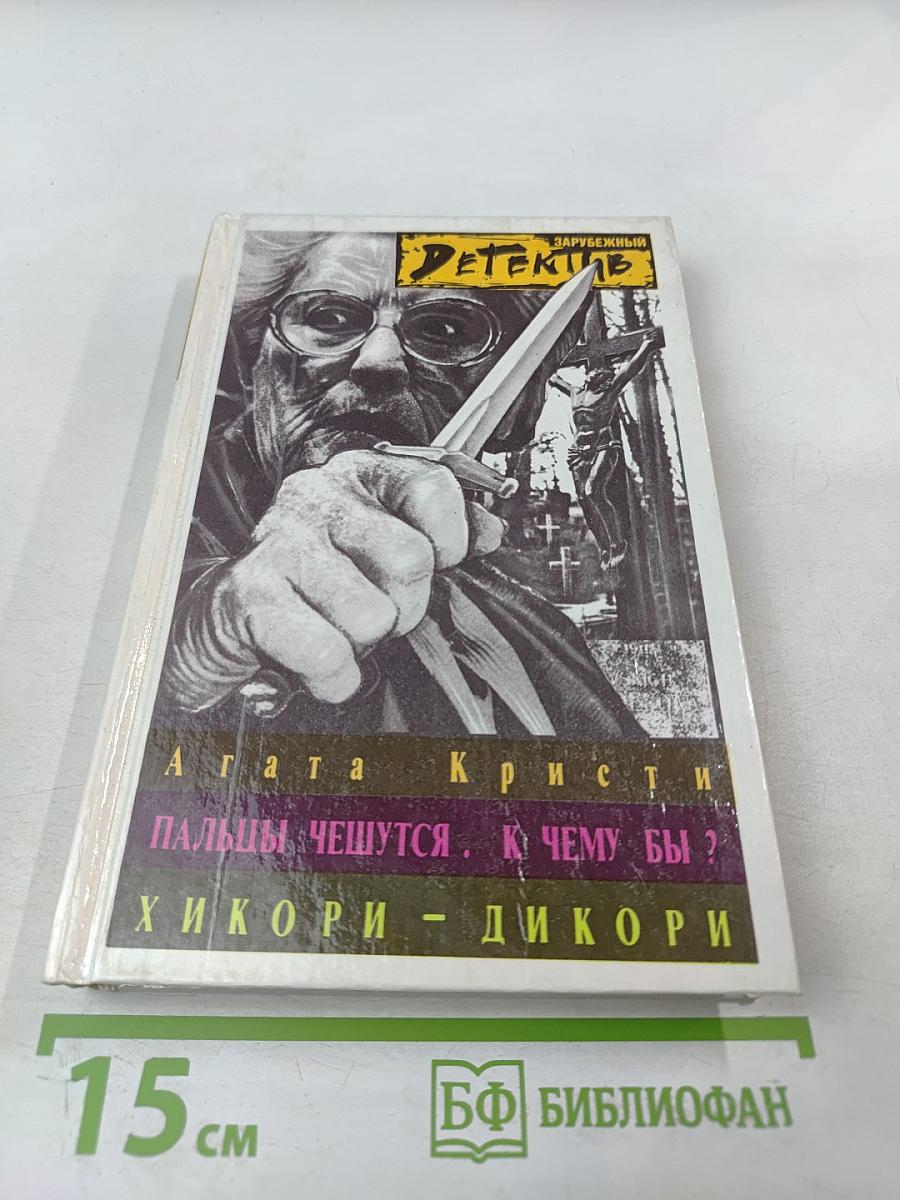 ЗАРУБЕЖНЫЙ
ДЕТЕКТИВ
Агата Кристи
ПАЛЬЦЫ ЧЕШУТСЯ. К ЧЕМУ БЫ?
ХИКОРИ – ДИКОРИ
15 см
БФ БИБЛИОФАН